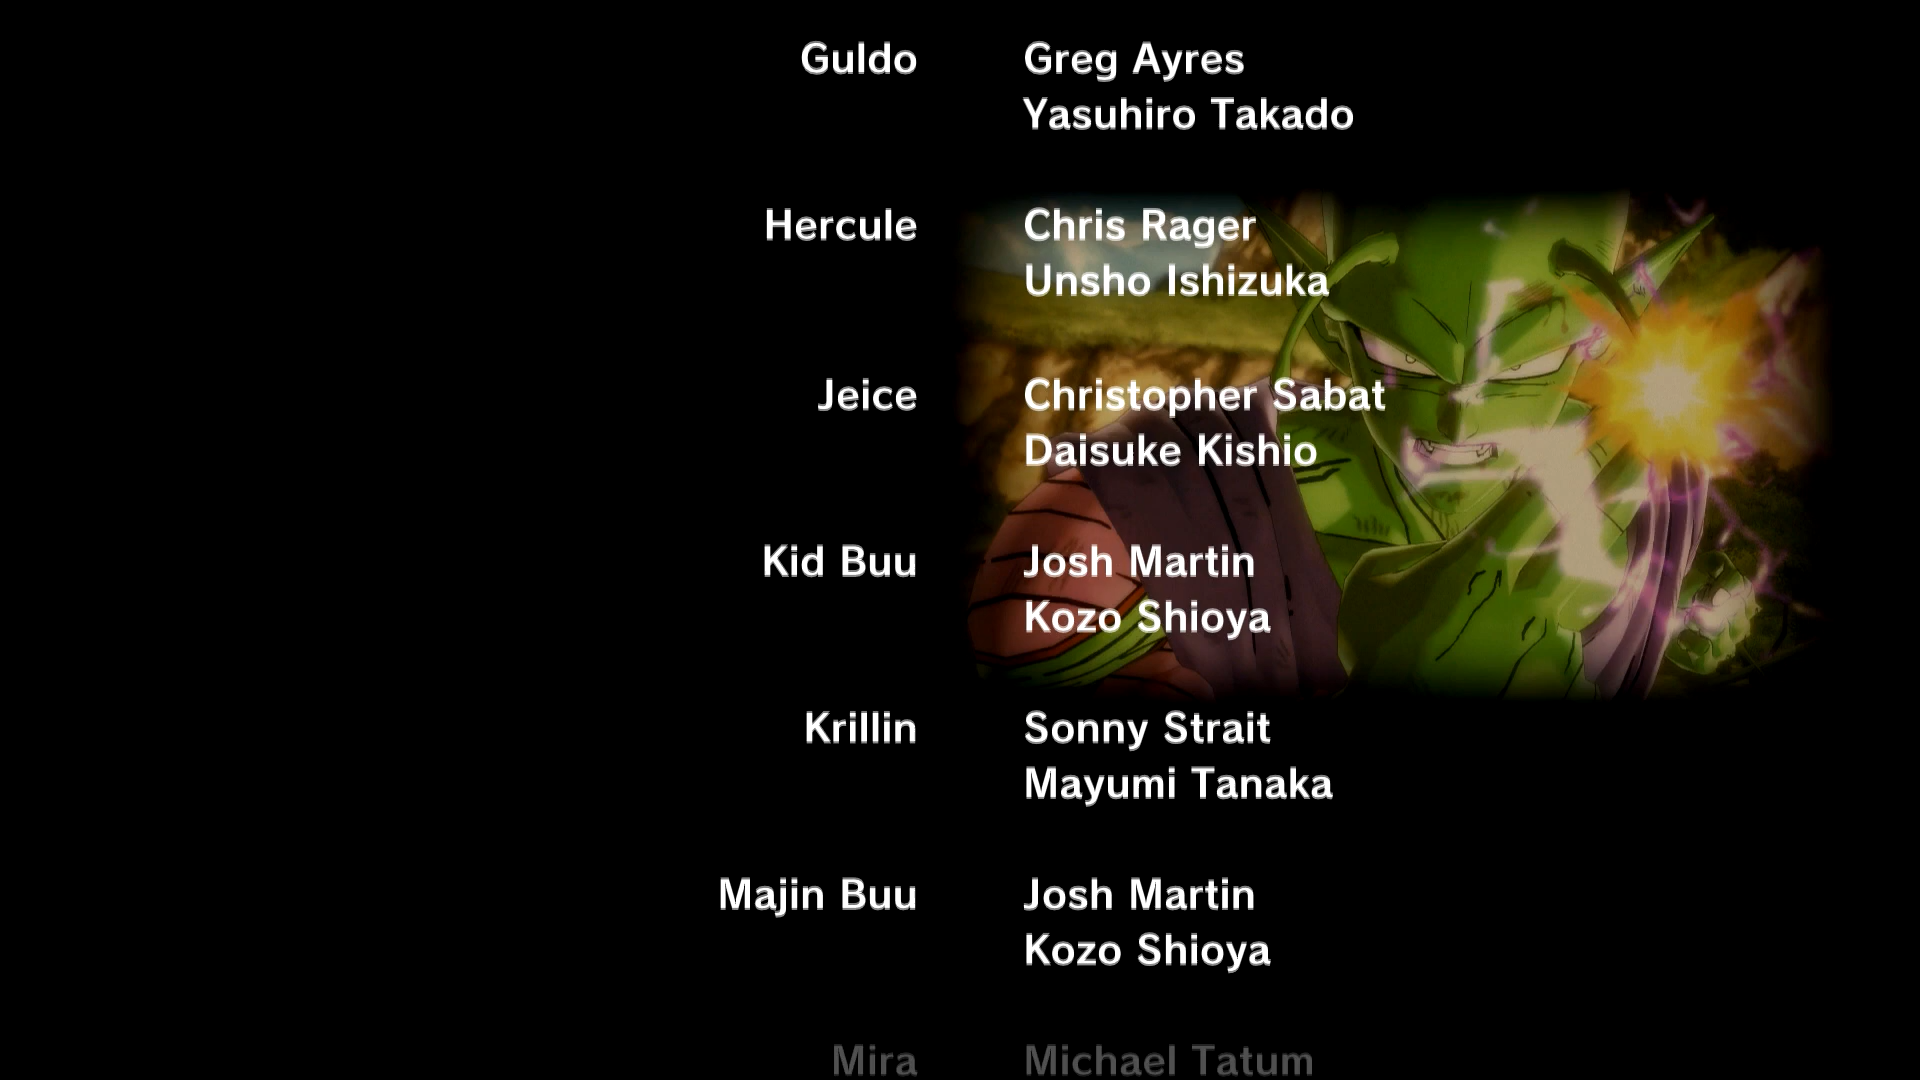 Guldo Greg Ayres
Yasuhiro Takado
Hercule Chris Rager
Unsho Ishizuka
Jeice Christopher Sabat
Daisuke Kishio
Kid Buu Josh Martin
Kozo Shioya
Krillin Sonny Strait
Mayumi Tanaka
Majin Buu Josh Martin
Kozo Shioya
Mira Michael Tatum